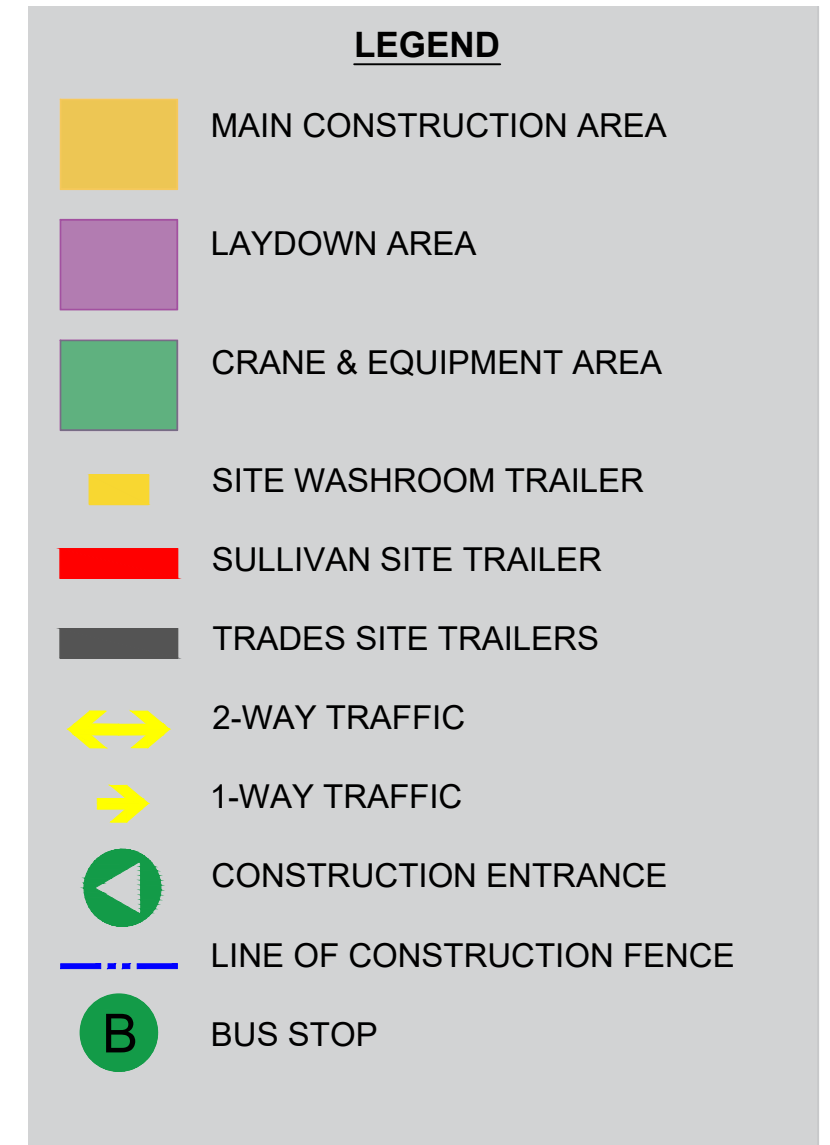 LEGEND
MAIN CONSTRUCTION AREA
LAYDOWN AREA
CRANE & EQUIPMENT AREA
SITE WASHROOM TRAILER
SULLIVAN SITE TRAILER
TRADES SITE TRAILERS
2-WAY TRAFFIC
1-WAY TRAFFIC
CONSTRUCTION ENTRANCE
LINE OF CONSTRUCTION FENCE
B BUS STOP